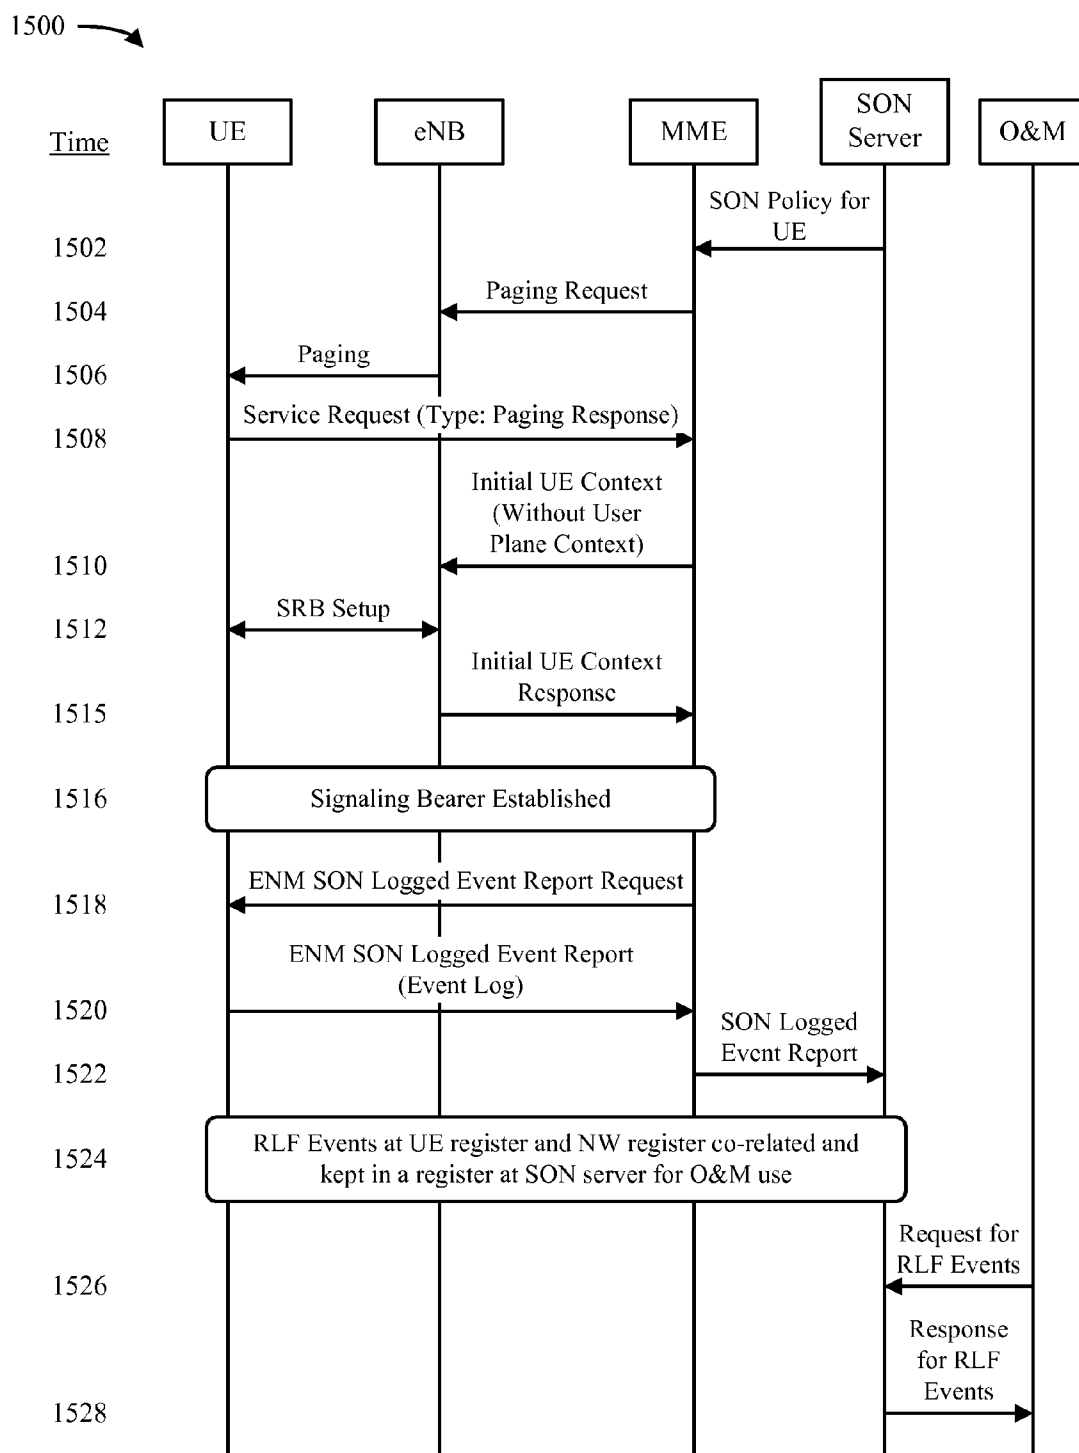 1500
Time
UE
eNB
MME
SON
Server
O&M
SON Policy for
UE
1502
Paging Request
1504
Paging
1506
Service Request (Type: Paging Response)
1508
Initial UE Context
(Without User
Plane Context)
1510
SRB Setup
1512
Initial UE Context
Response
1515
Signaling Bearer Established
1516
ENM SON Logged Event Report Request
1518
ENM SON Logged Event Report
(Event Log)
1520
SON Logged
Event Report
1522
RLF Events at UE register and NW register co-related and
kept in a register at SON server for O&M use
1524
Request for
RLF Events
1526
Response
for RLF
Events
1528